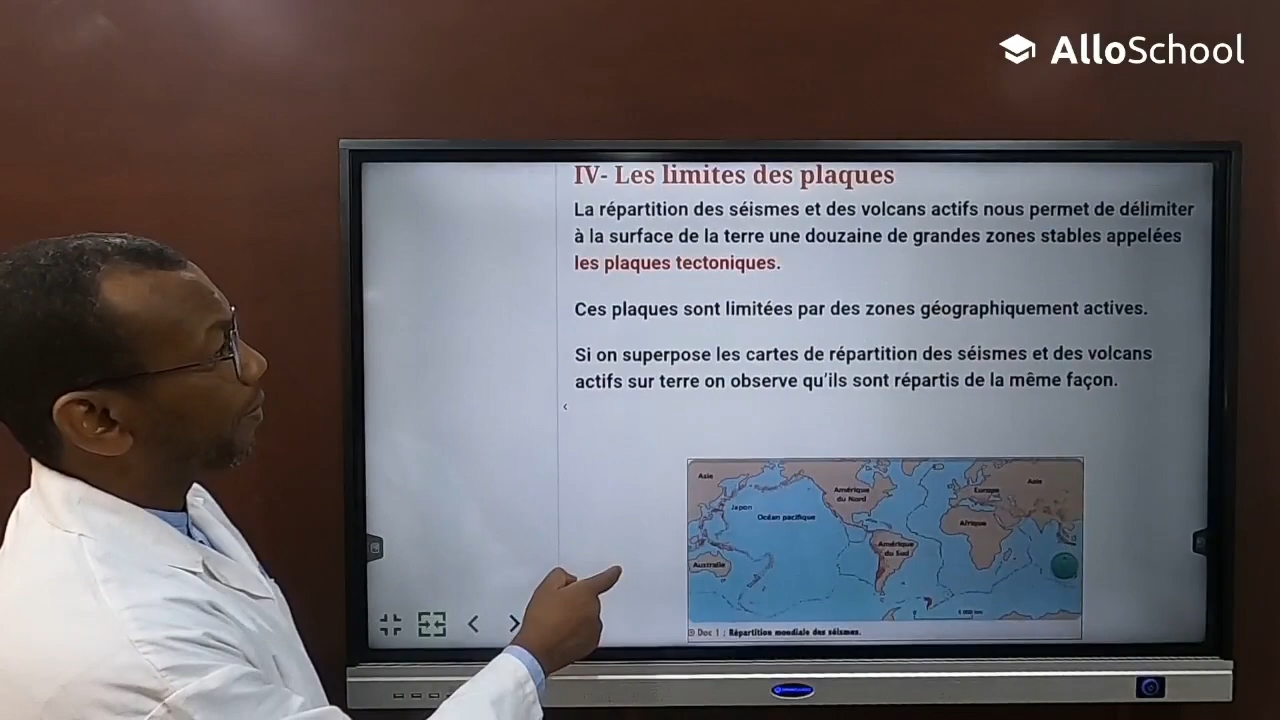 AlloSchool
IV- Les limites des plaques
La répartition des séismes et des volcans actifs nous permet de délimiter
à la surface de la terre une douzaine de grandes zones stables appelées
les plaques tectoniques.
Ces plaques sont limitées par des zones géographiquement actives.
Si on superpose les cartes de répartition des séismes et des volcans
actifs sur terre on observe qu'ils sont répartis de la même façon.
Asie
Amérique
du Nord
Europe
Asie
Japon
Océan pacifique
Afrique
Amérique
du Sud
Australie
Doc 1 : Répartition mondiale des séismes.